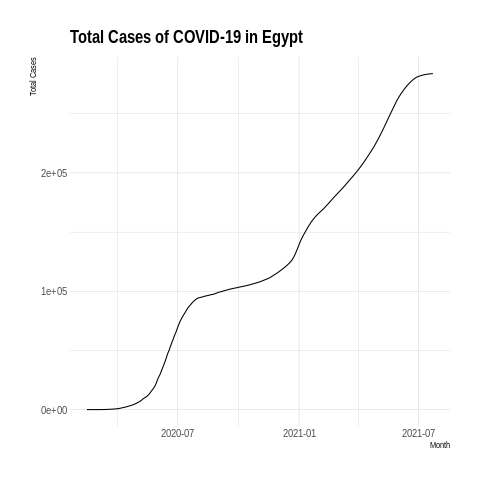 Total Cases of COVID-19 in Egypt
Total Cases
2e+05
1e+05
0e+00
2020-07 2021-01 2021-07
Month